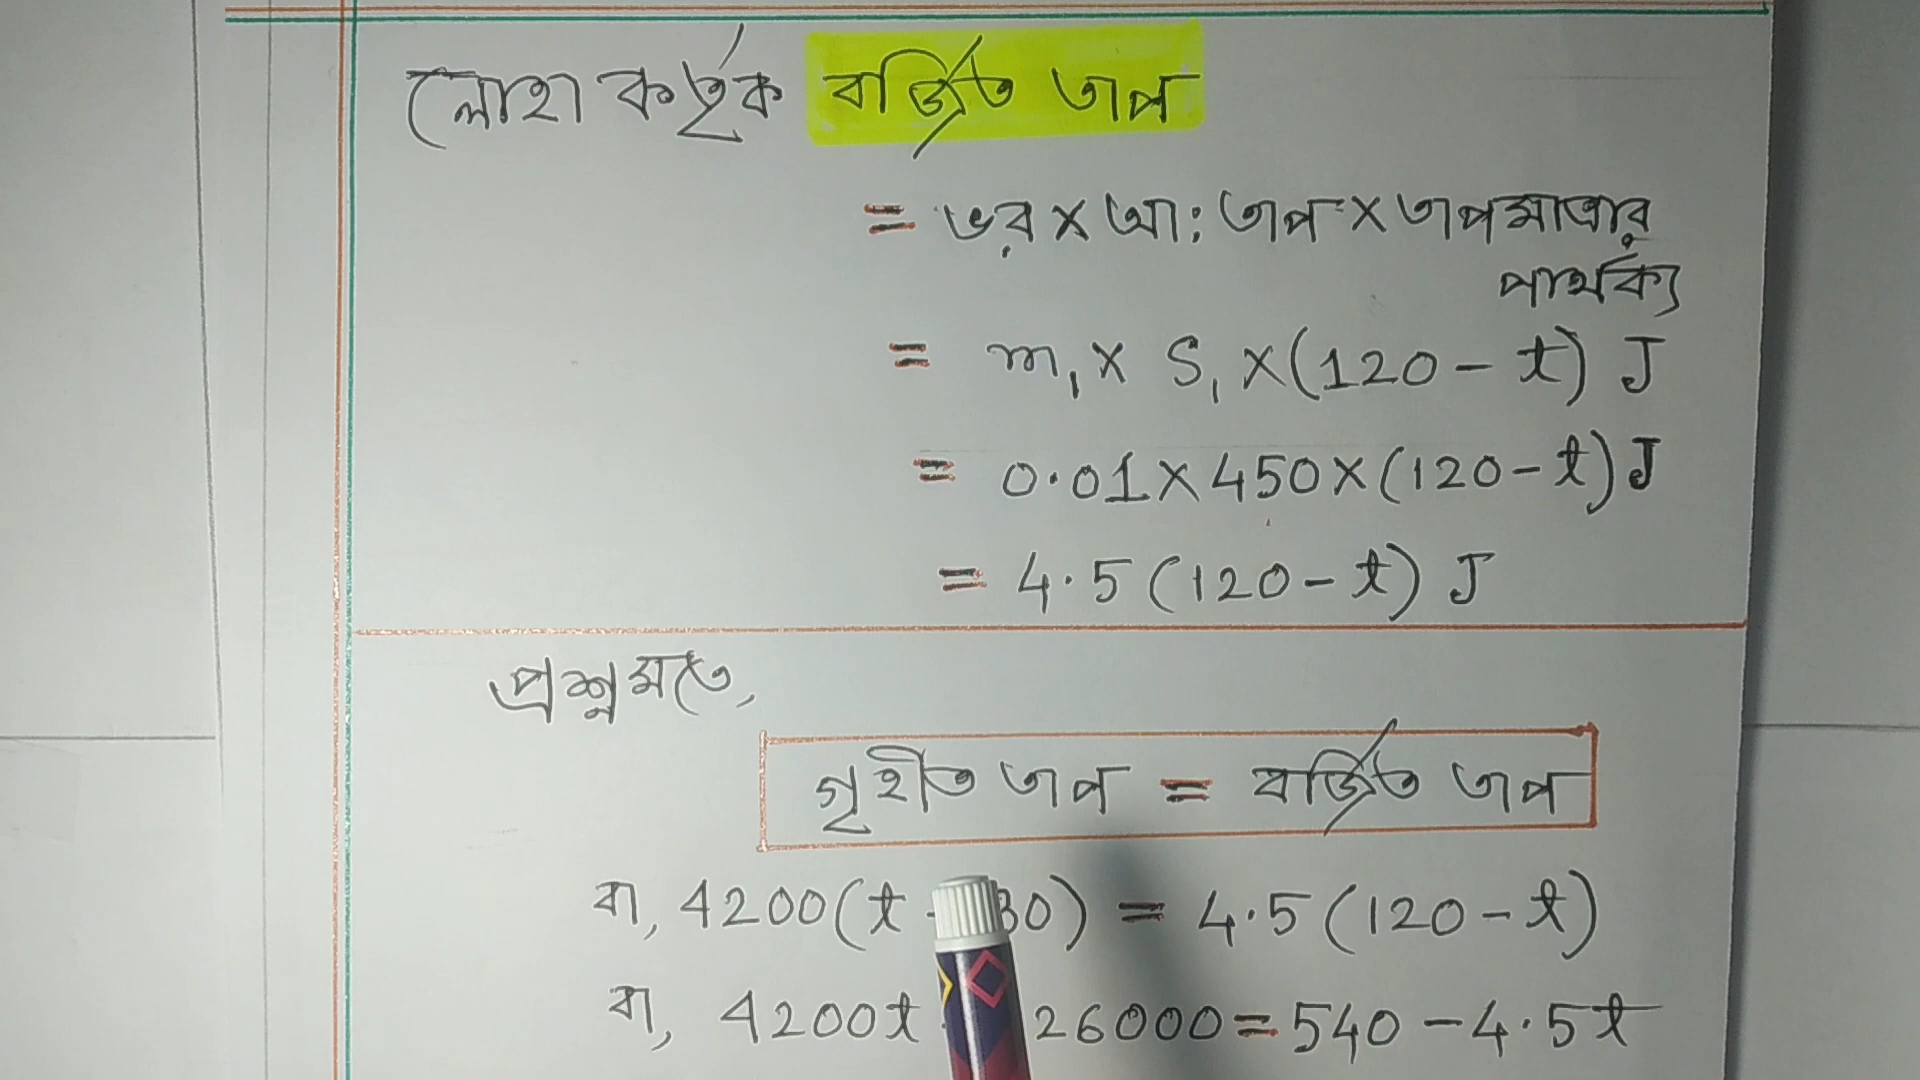 লোহা কর্তৃক বর্জিত তাপ
= ভর × আ: তাপ × তাপমাত্রার
পার্থক্য
= m₁ × S₁ × (120 - t) J
= 0.01 × 450 × (120 - t) J
= 4.5 (120 - t) J
প্রশ্নমতে,
গৃহীত তাপ = বর্জিত তাপ
বা, 4200 (t - 30) = 4.5 (120 - t)
বা, 4200t 26000 = 540 - 4.5t